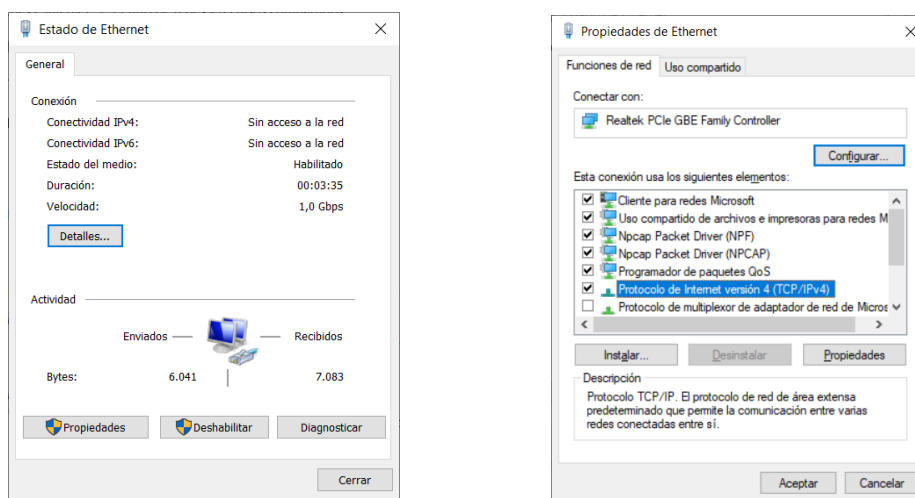 Estado de Ethernet
General
Conexión
Conectividad IPv4: Sin acceso a la red
Conectividad IPv6: Sin acceso a la red
Estado del medio: Habilitado
Duración: 00:03:35
Velocidad: 1,0 Gbps
Detalles...
Actividad
Enviados Recibidos
Bytes: 6.041 7.083
Propiedades Deshabilitar Diagnosticar
Cerrar
Propiedades de Ethernet
Funciones de red Uso compartido
Conectar con:
Realtek PCIe GBE Family Controller
Configurar...
Esta conexión usa los siguientes elementos:
Cliente para redes Microsoft
Uso compartido de archivos e impresoras para redes M
Npcap Packet Driver (NPF)
Npcap Packet Driver (NPCAP)
Programador de paquetes QoS
Protocolo de Internet versión 4 (TCP/IPv4)
Protocolo de multiplexor de adaptador de red de Micros
Instalar... Desinstalar Propiedades
Descripción
Protocolo TCP/IP. El protocolo de red de área extensa
predeterminado que permite la comunicación entre varias
redes conectadas entre sí.
Aceptar Cancelar